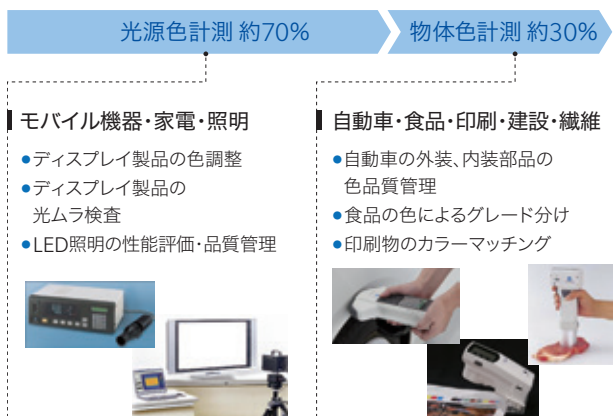 光源色計測 約70%
物体色計測 約30%
モバイル機器・家電・照明
●ディスプレイ製品の色調整
●ディスプレイ製品の
光ムラ検査
●LED照明の性能評価・品質管理
自動車・食品・印刷・建設・繊維
●自動車の外装、内装部品の
色品質管理
●食品の色によるグレード分け
●印刷物のカラーマッチング